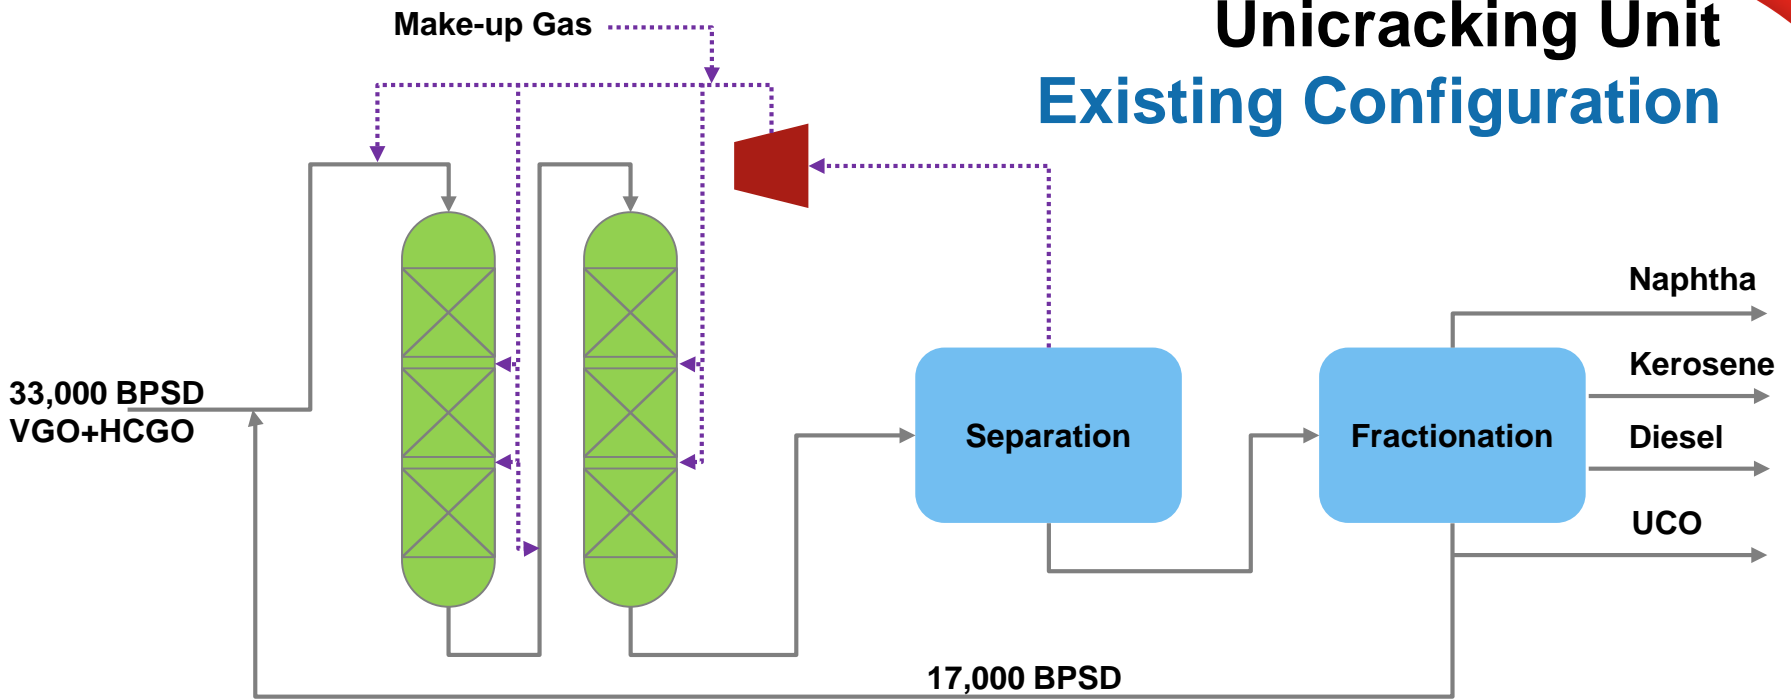 Unicracking Unit
Existing Configuration
Make-up Gas
33,000 BPSD
VGO+HCGO
Separation
Fractionation
Naphtha
Kerosene
Diesel
UCO
17,000 BPSD